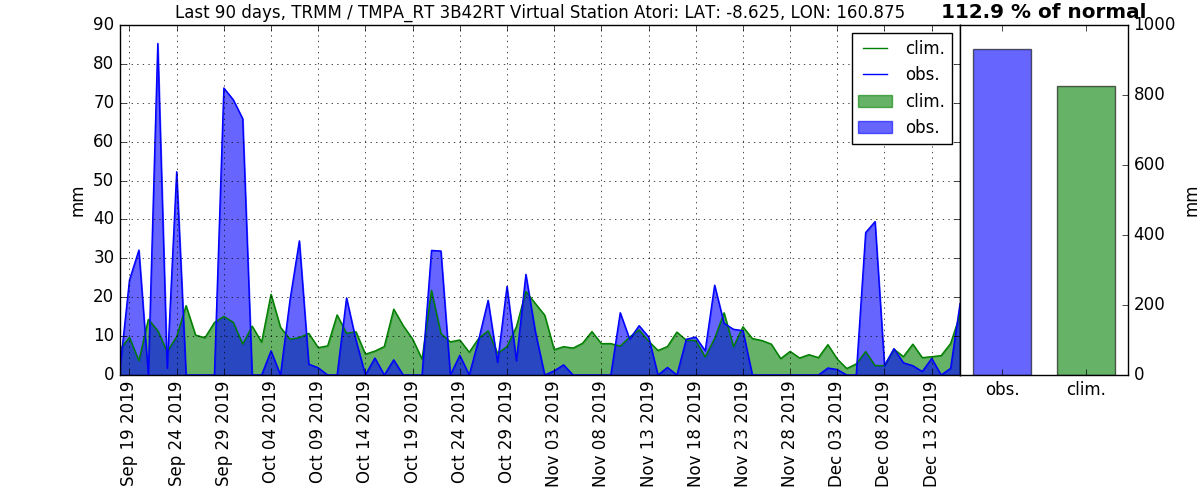 Last 90 days, TRMM / TMPA_RT 3B42RT Virtual Station Atori: LAT: -8.625, LON: 160.875
112.9 % of normal
90
80
70
60
50
40
30
20
10
0
mm
clim.
obs.
clim.
obs.
1000
800
600
400
200
0
mm
obs.
clim.
Sep 19 2019
Sep 24 2019
Sep 29 2019
Oct 04 2019
Oct 09 2019
Oct 14 2019
Oct 19 2019
Oct 24 2019
Oct 29 2019
Nov 03 2019
Nov 08 2019
Nov 13 2019
Nov 18 2019
Nov 23 2019
Nov 28 2019
Dec 03 2019
Dec 08 2019
Dec 13 2019